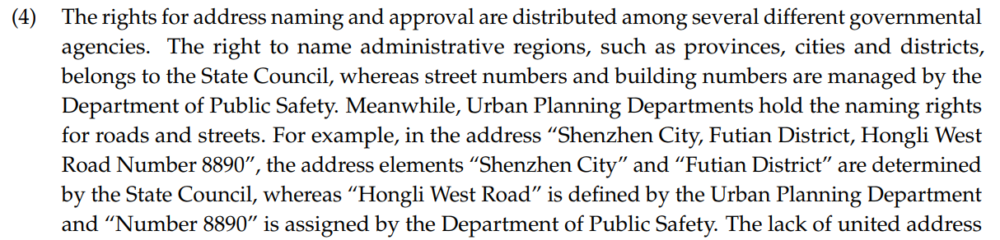 (4) The rights for address naming and approval are distributed among several different governmental
agencies. The right to name administrative regions, such as provinces, cities and districts,
belongs to the State Council, whereas street numbers and building numbers are managed by the
Department of Public Safety. Meanwhile, Urban Planning Departments hold the naming rights
for roads and streets. For example, in the address “Shenzhen City, Futian District, Hongli West
Road Number 8890”, the address elements “Shenzhen City” and “Futian District” are determined
by the State Council, whereas “Hongli West Road” is defined by the Urban Planning Department
and “Number 8890” is assigned by the Department of Public Safety. The lack of united address